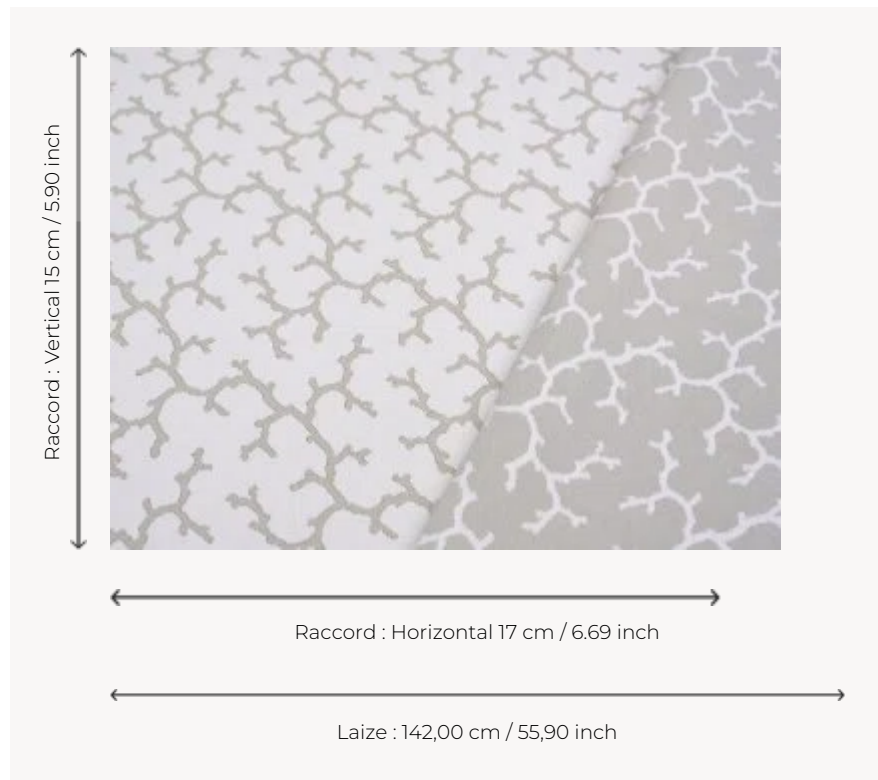 Raccord : Vertical 15 cm / 5.90 inch
Raccord : Horizontal 17 cm / 6.69 inch
Laize : 142,00 cm / 55,90 inch